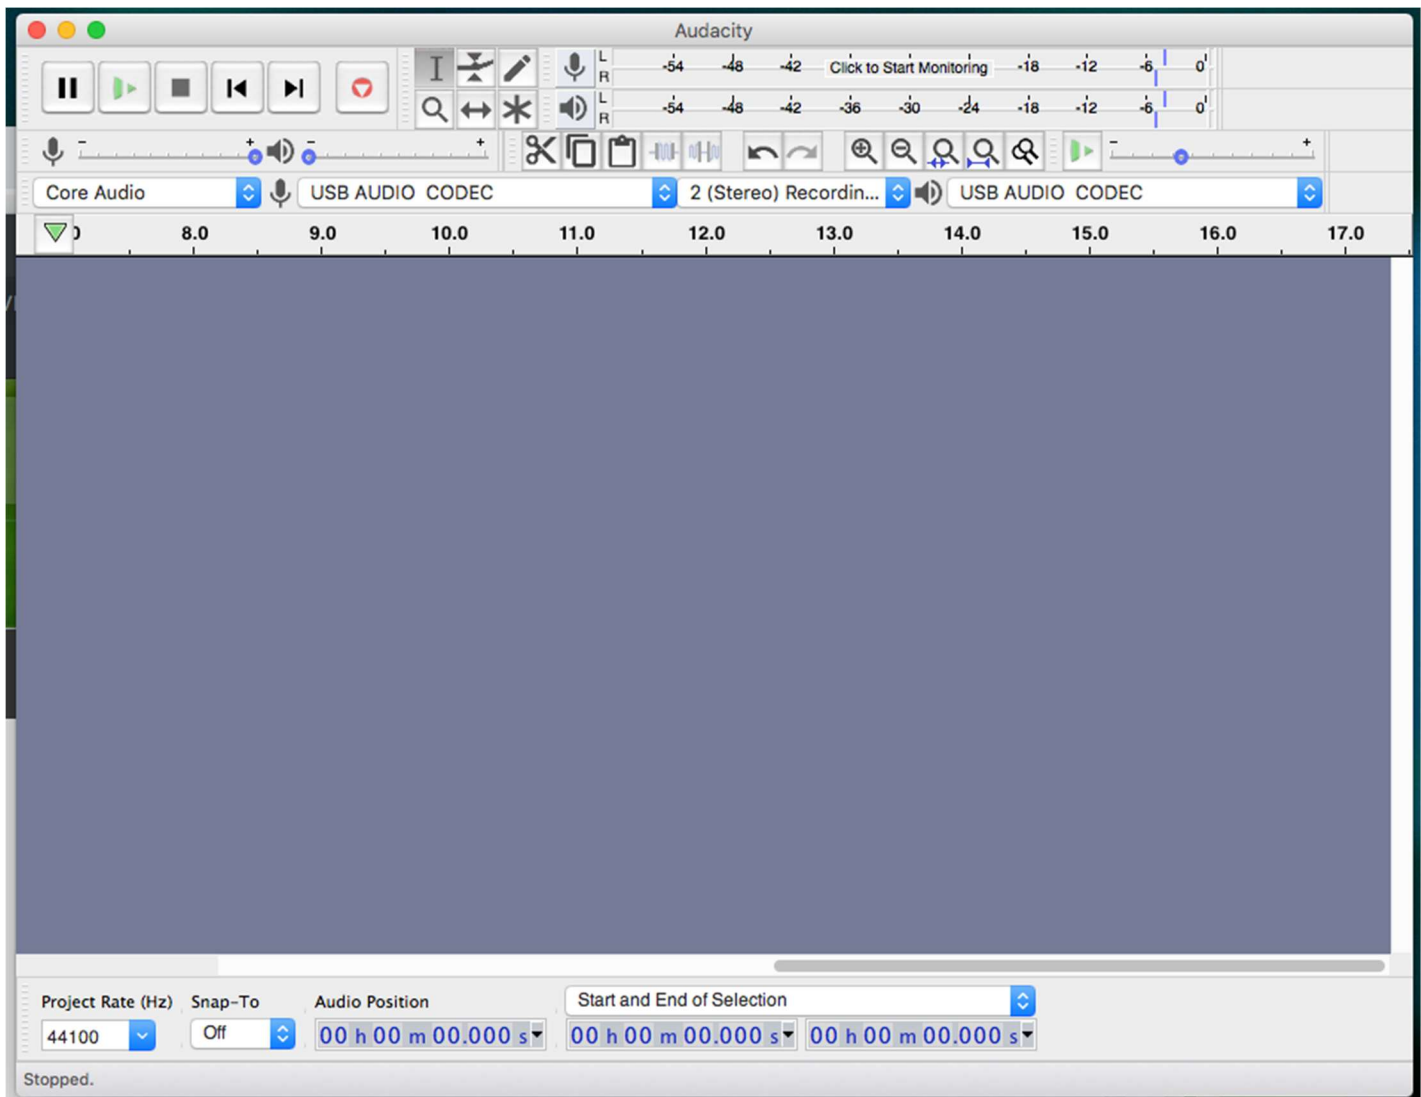 Audacity
L
R
-54 -48 -42 Click to Start Monitoring -18 -12 -6 0
L
R
-54 -48 -42 -36 -30 -24 -18 -12 -6 0
- + - + - +
Core Audio USB AUDIO CODEC 2 (Stereo) Recordin... USB AUDIO CODEC
8.0 9.0 10.0 11.0 12.0 13.0 14.0 15.0 16.0 17.0
Project Rate (Hz) Snap-To Audio Position Start and End of Selection
44100 Off 00 h 00 m 00.000 s 00 h 00 m 00.000 s 00 h 00 m 00.000 s
Stopped.